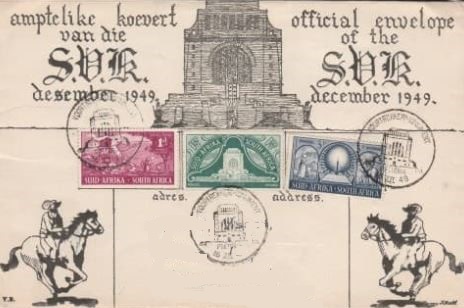 amptelike koevert
van die
S.V.K.
desember 1949.
official envelope
of the
S.V.K.
december 1949.
1D
SUID-AFRIKA · SOUTH AFRICA
SUID-AFRIKA SOUTH AFRICA
SUID-AFRIKA · SOUTH AFRICA
adres.
address.